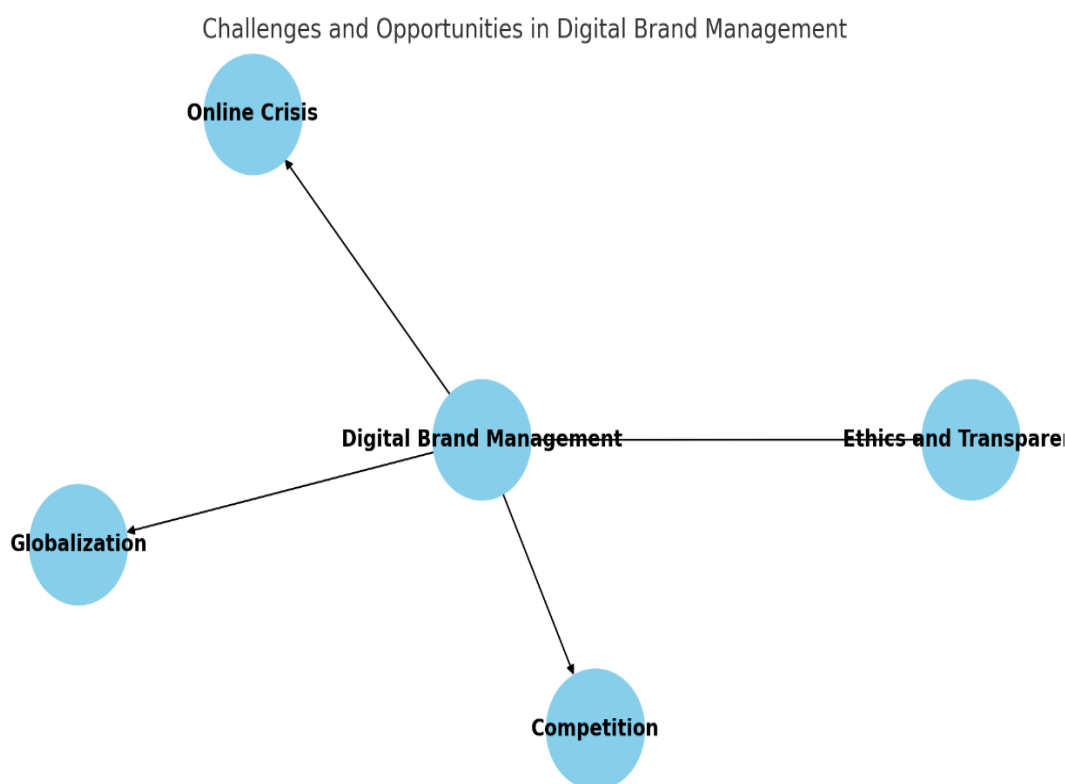 Challenges and Opportunities in Digital Brand Management
Online Crisis
Digital Brand Management
Ethics and Transparen
Globalization
Competition